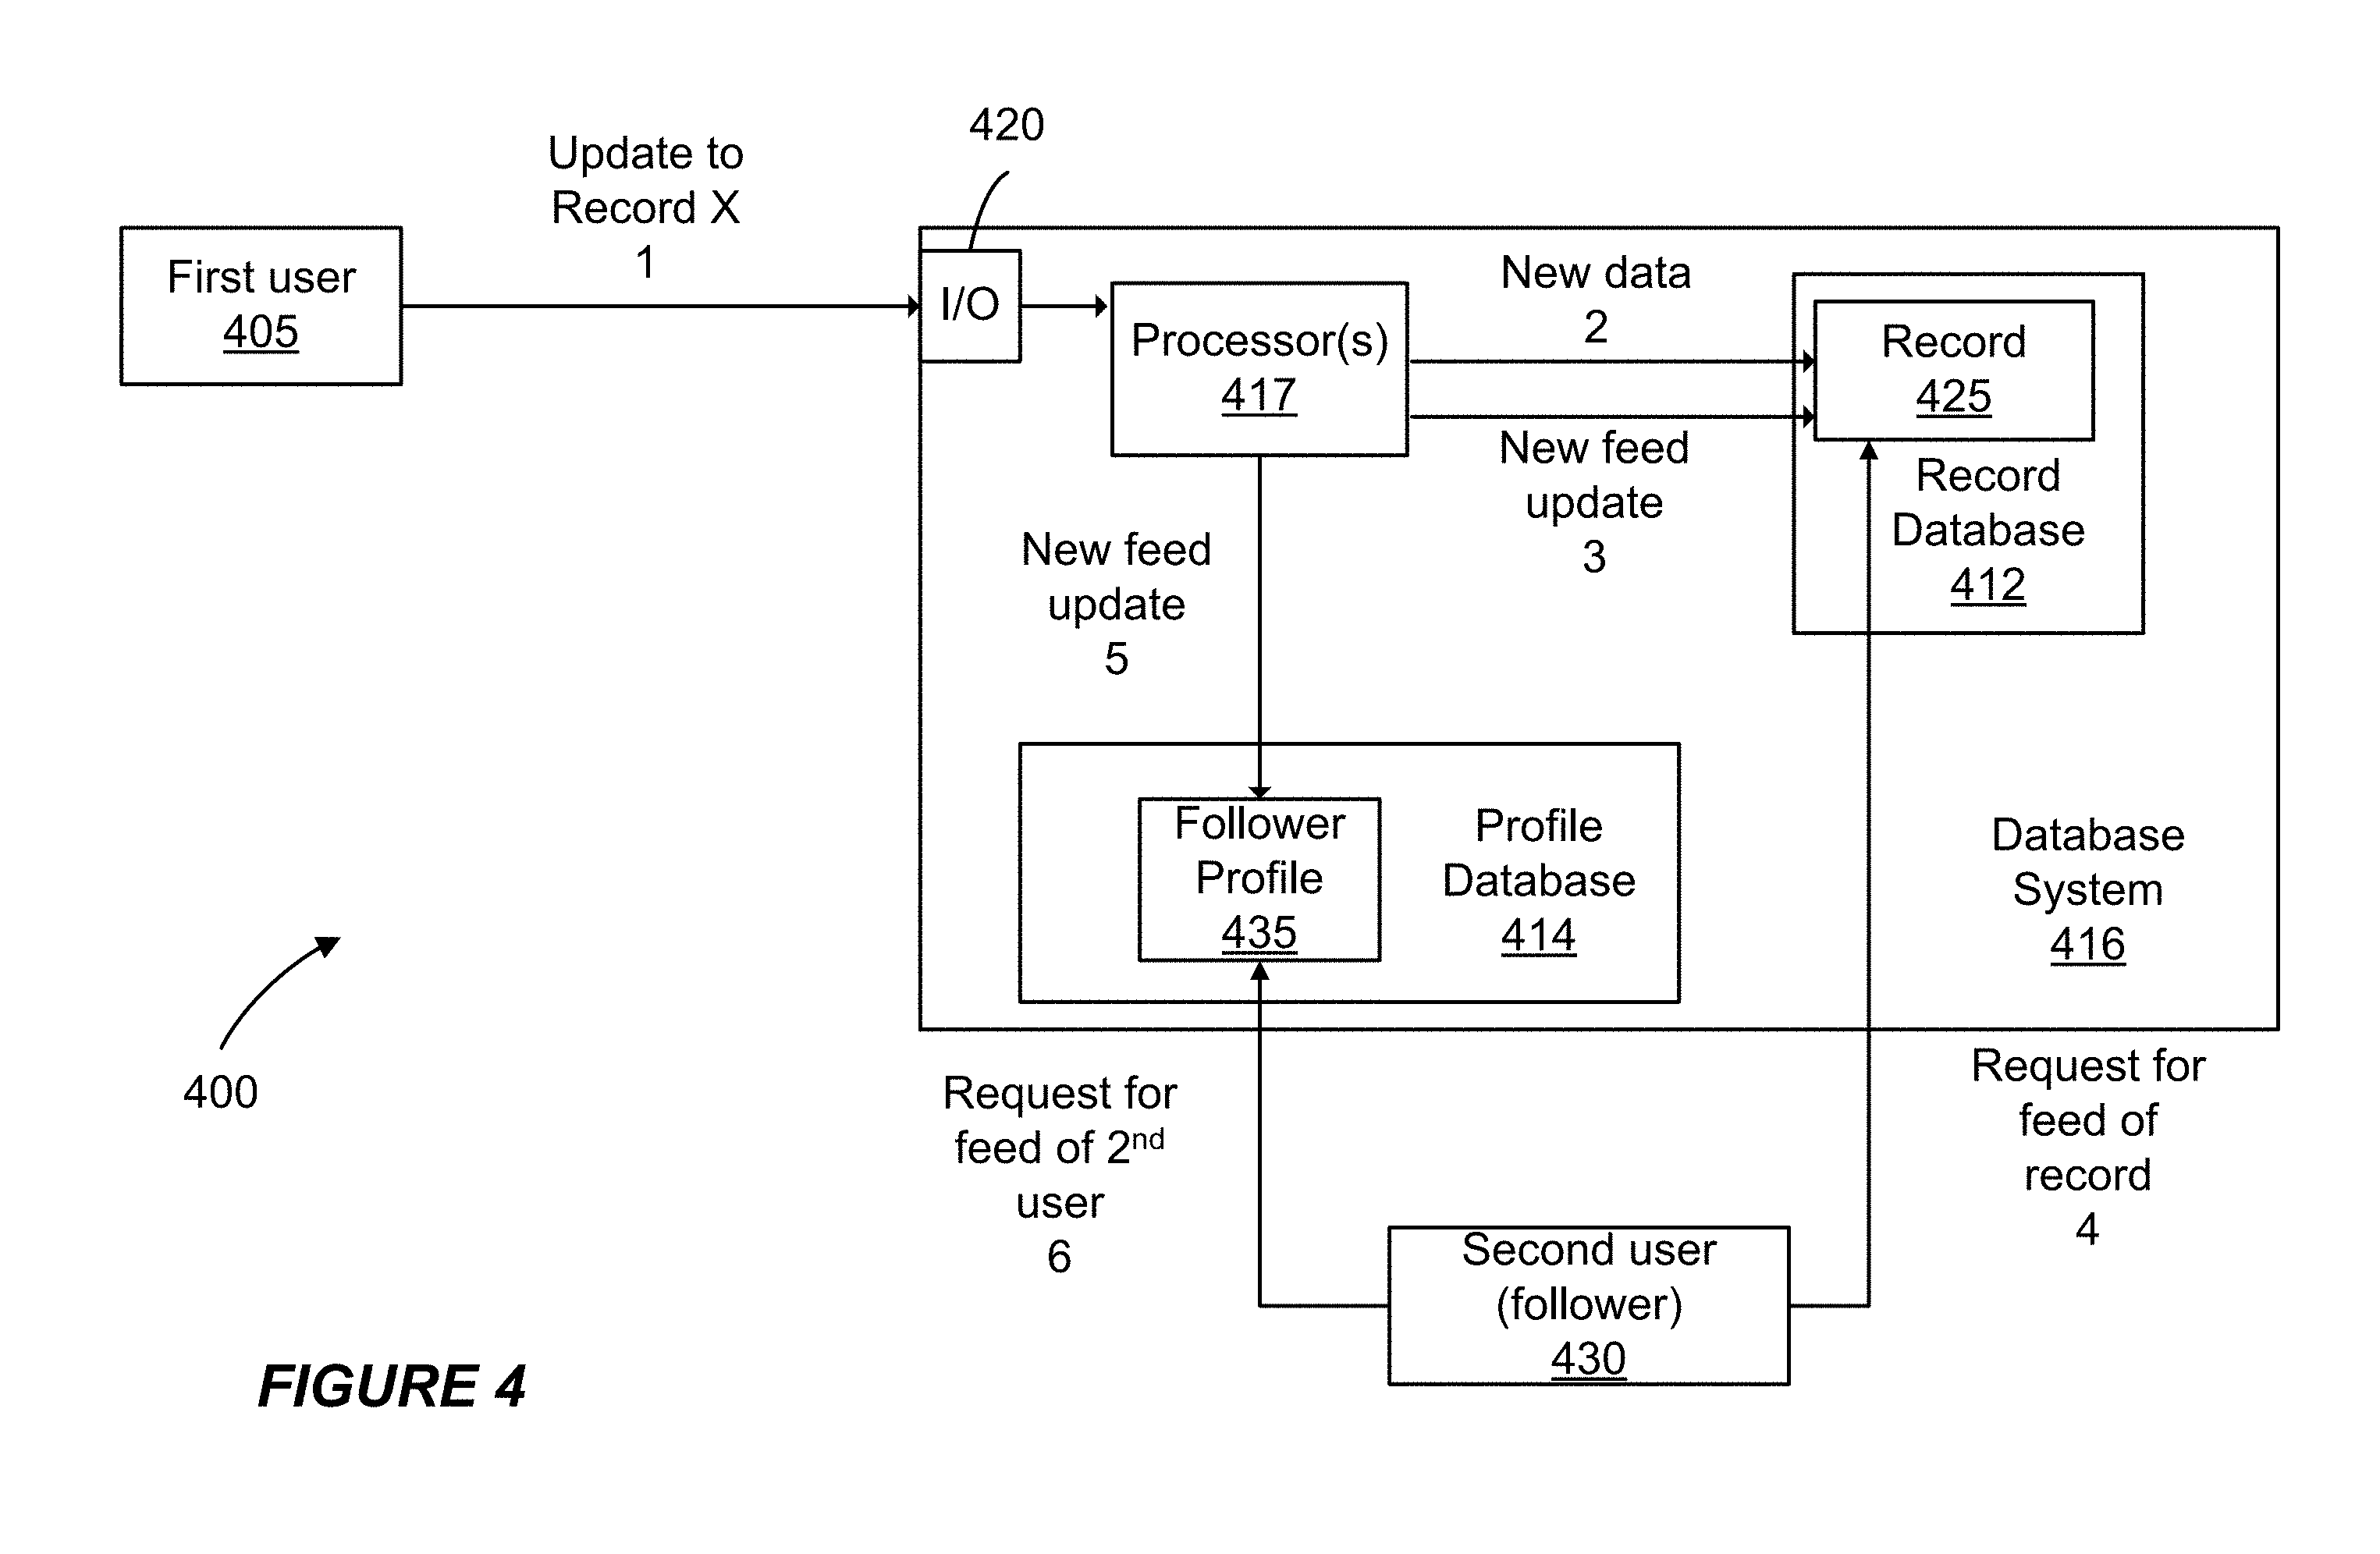 420
Update to
Record X
1
First user
405
I/O
Processor(s)
417
New data
2
Record
425
New feed
update
3
Record
Database
412
New feed
update
5
Follower
Profile
435
Profile
Database
414
Database
System
416
400
Request for
feed of 2nd
user
6
Request for
feed of
record
4
Second user
(follower)
430
FIGURE 4